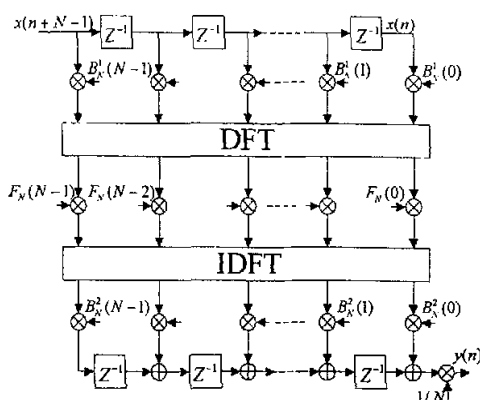 x(n+N-1) Z⁻¹ Z⁻¹ Z⁻¹ x(n)
B_N^1(N-1) B_N^1(1) B_N^1(0)
DFT
F_N(N-1) F_N(N-2) F_N(0)
IDFT
B_N^2(N-1) B_N^2(1) B_N^2(0)
y(n)
Z⁻¹ Z⁻¹ Z⁻¹